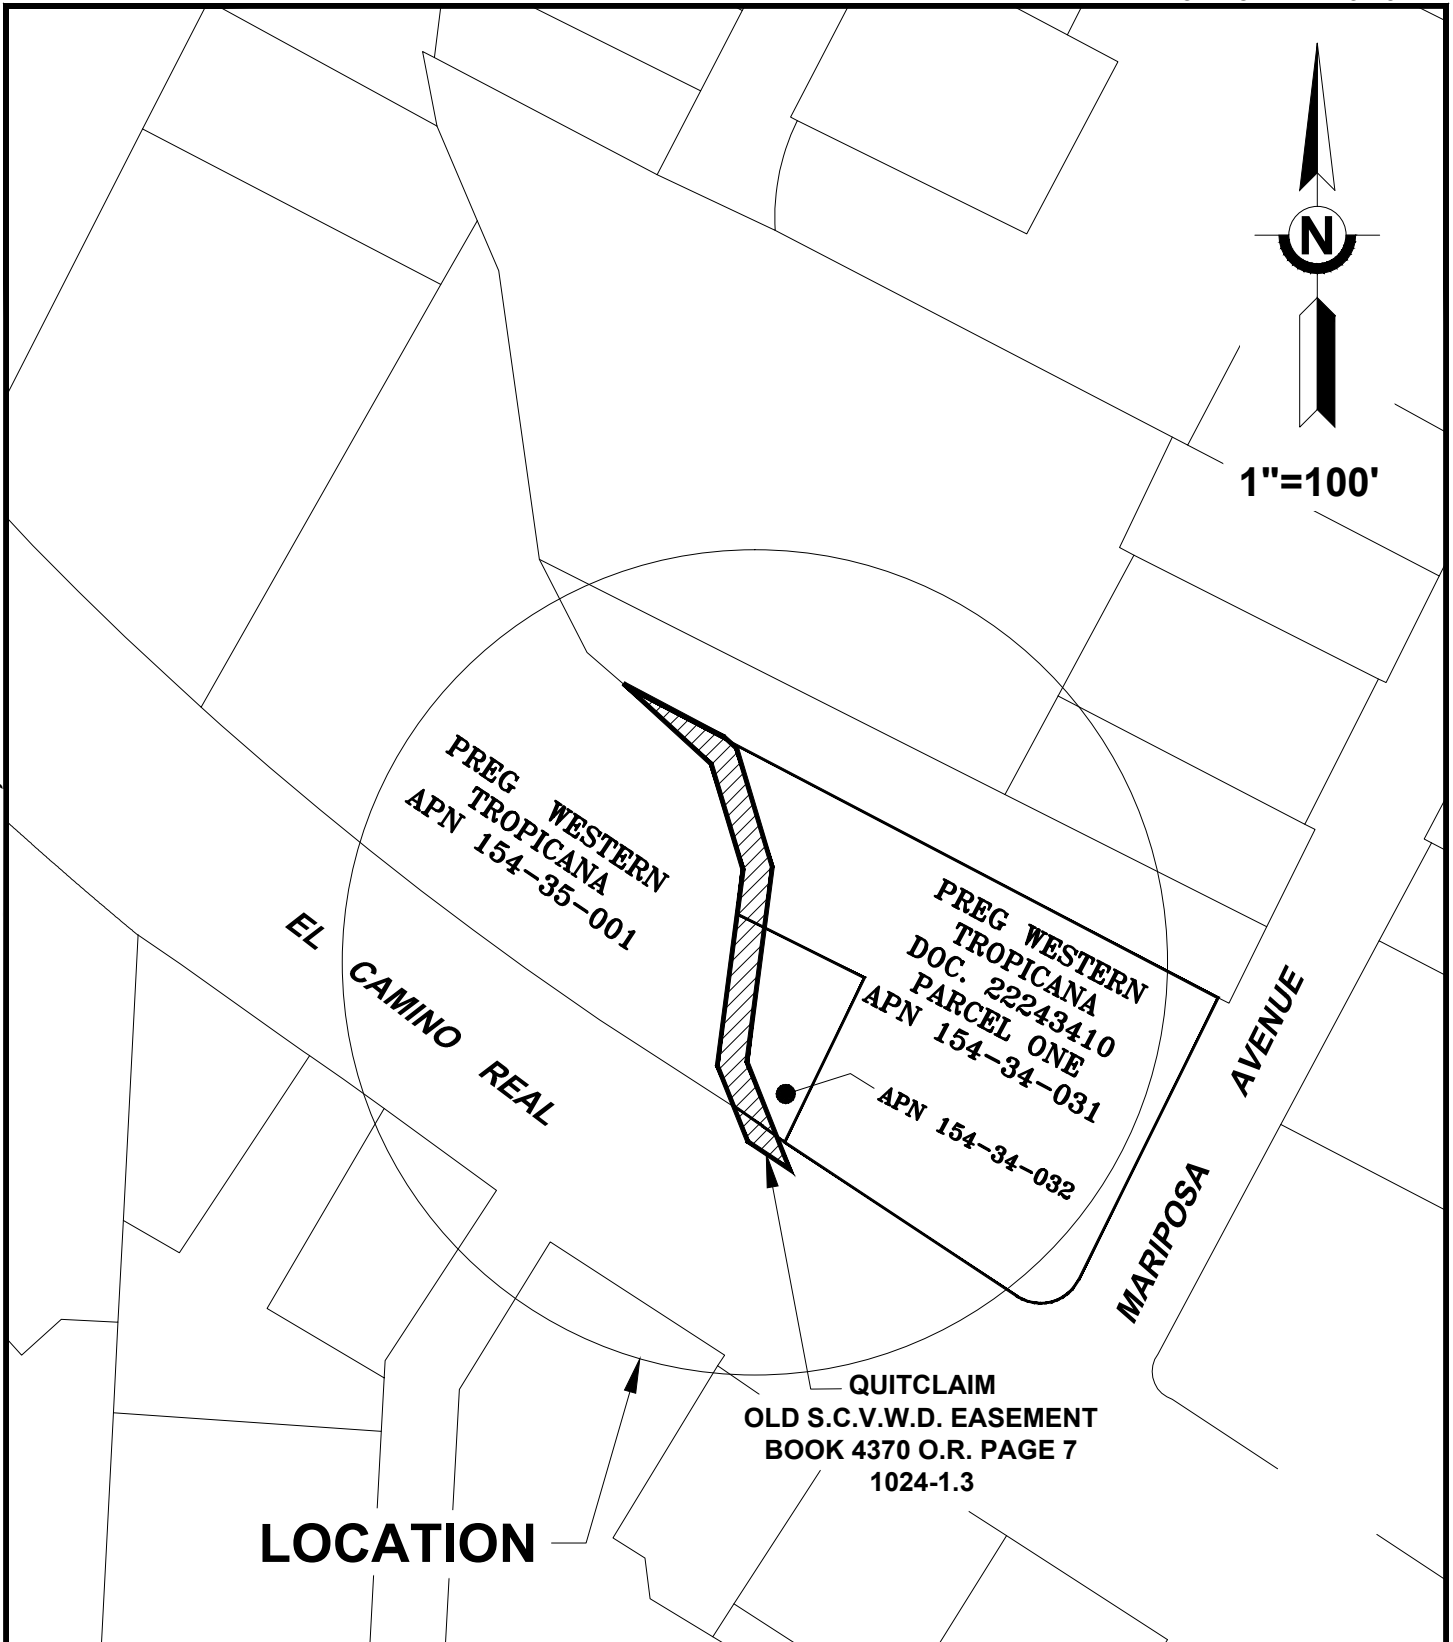 N
1"=100'
PREG WESTERN
TROPICANA
APN 154-35-001
PREG WESTERN
TROPICANA
DOC. 22243410
PARCEL ONE
APN 154-34-031
APN 154-34-032
EL CAMINO REAL
MARIPOSA AVENUE
QUITCLAIM
OLD S.C.V.W.D. EASEMENT
BOOK 4370 O.R. PAGE 7
1024-1.3
LOCATION